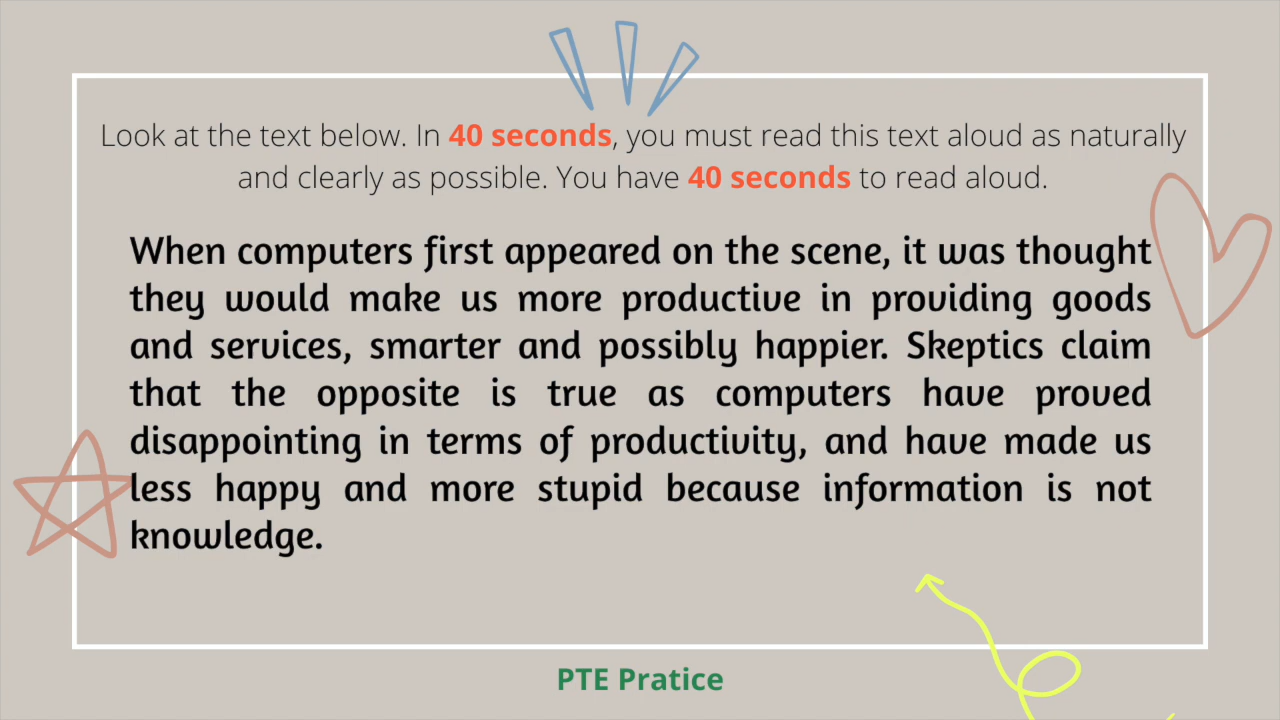 Look at the text below. In 40 seconds, you must read this text aloud as naturally
and clearly as possible. You have 40 seconds to read aloud.
When computers first appeared on the scene, it was thought
they would make us more productive in providing goods
and services, smarter and possibly happier. Skeptics claim
that the opposite is true as computers have proved
disappointing in terms of productivity, and have made us
less happy and more stupid because information is not
knowledge.
PTE Pratice